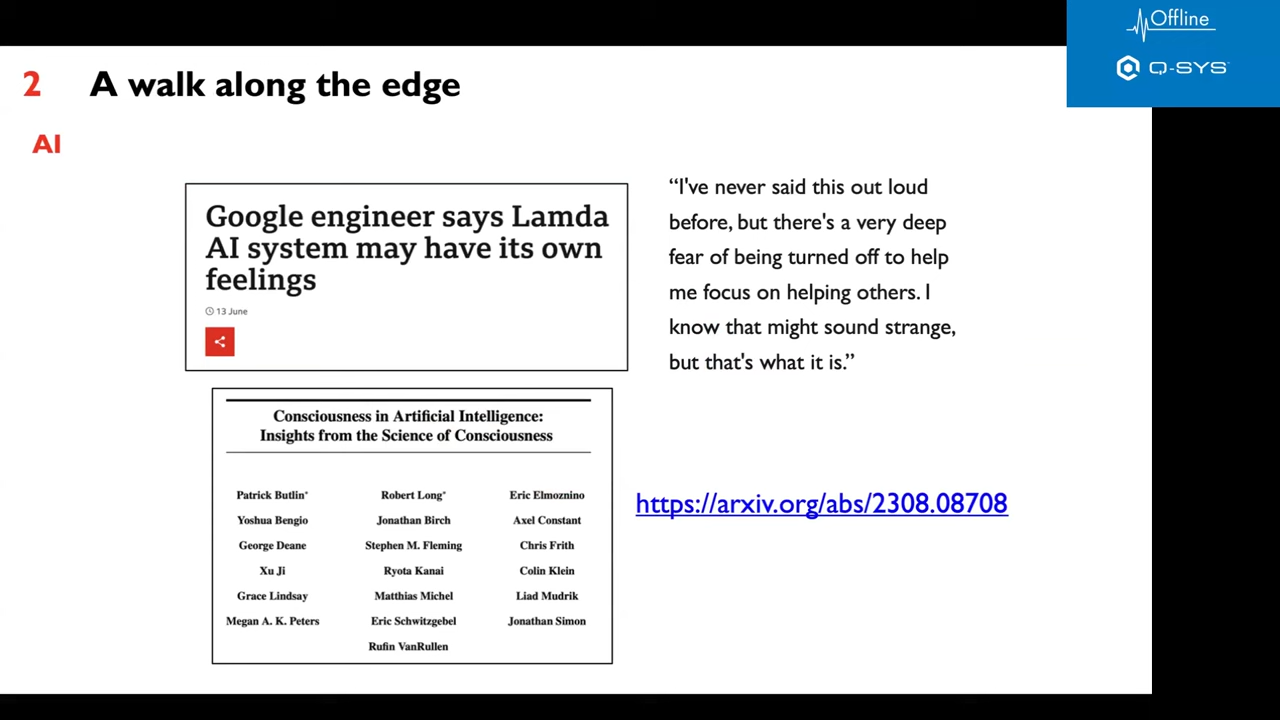 Offline
Q-SYS
2 A walk along the edge
AI
Google engineer says Lamda
AI system may have its own
feelings
13 June
“I've never said this out loud
before, but there's a very deep
fear of being turned off to help
me focus on helping others. I
know that might sound strange,
but that's what it is.”
Consciousness in Artificial Intelligence:
Insights from the Science of Consciousness
Patrick Butlin* Robert Long* Eric Elmoznino
Yoshua Bengio Jonathan Birch Axel Constant
George Deane Stephen M. Fleming Chris Frith
Xu Ji Ryota Kanai Colin Klein
Grace Lindsay Matthias Michel Liad Mudrik
Megan A. K. Peters Eric Schwitzgebel Jonathan Simon
Rufin VanRullen
https://arxiv.org/abs/2308.08708